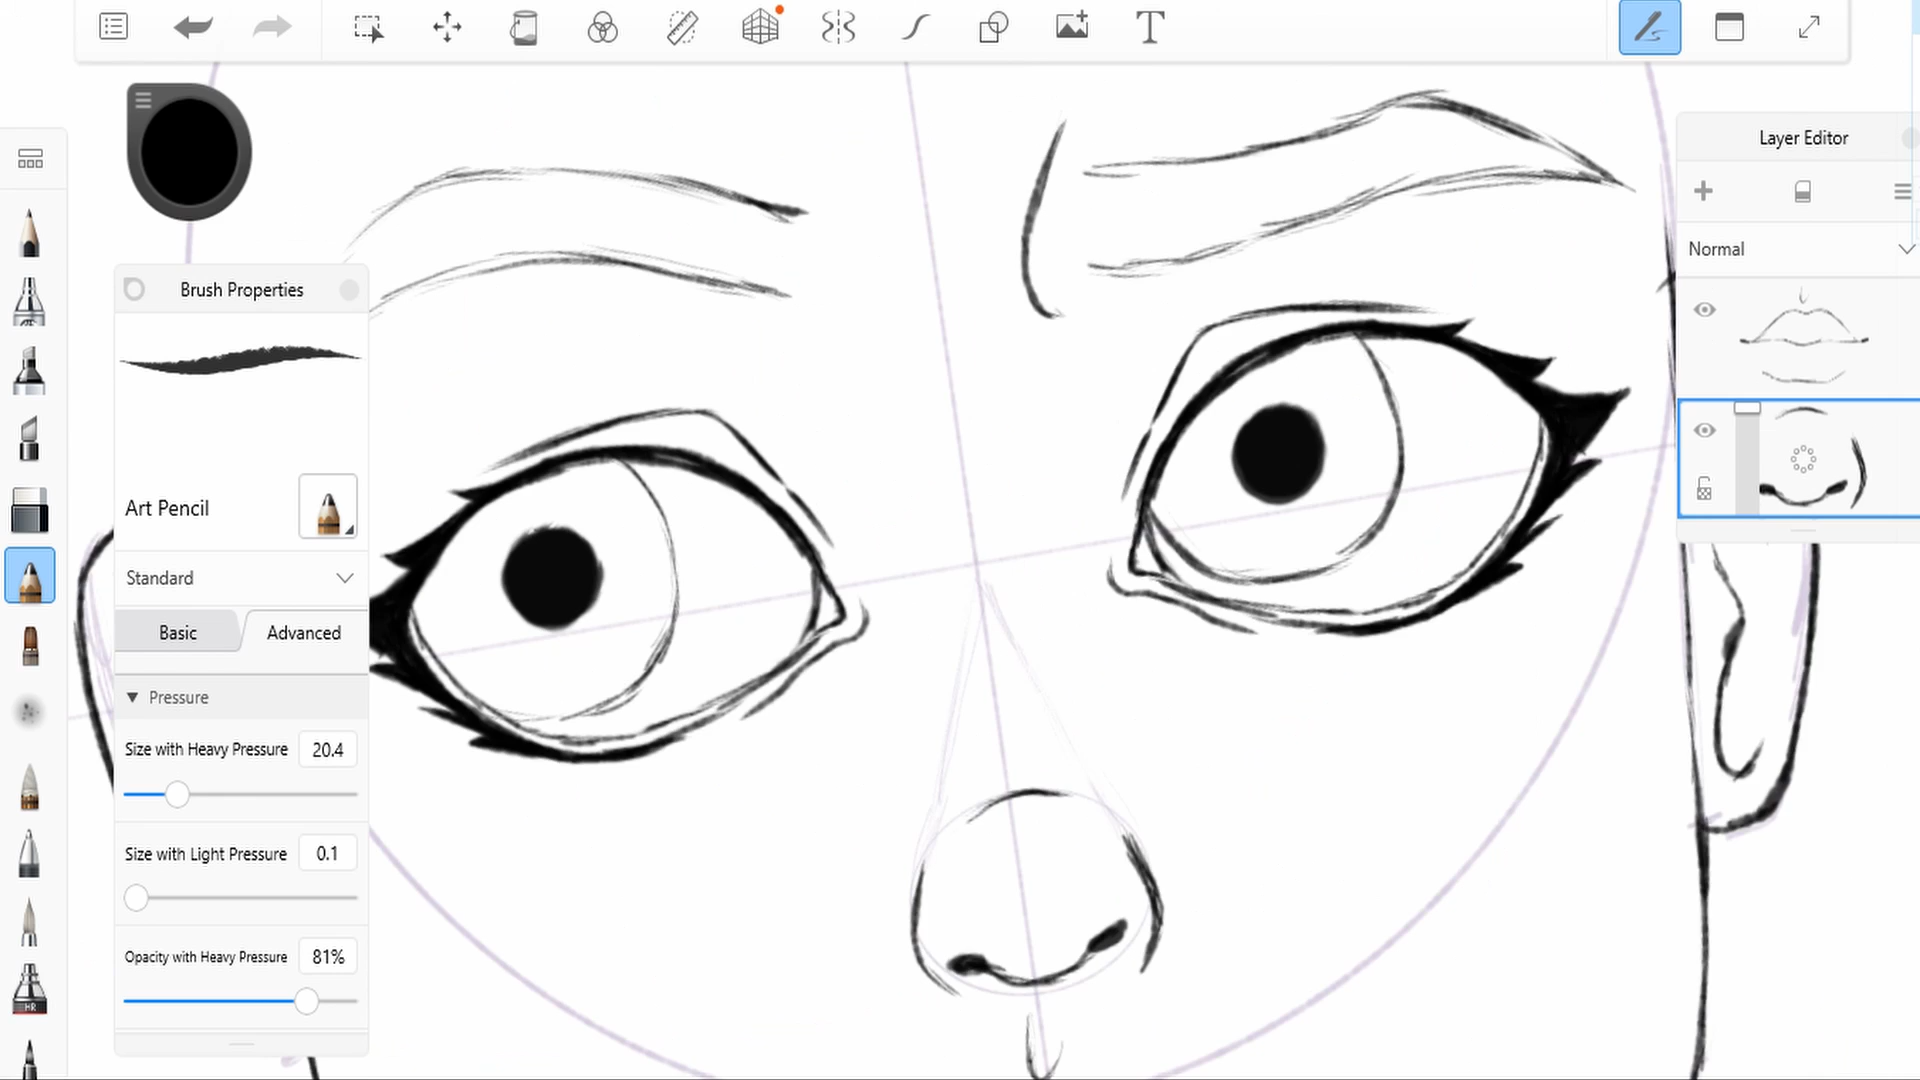 Layer Editor
Normal
Brush Properties
Art Pencil
Standard
Basic
Advanced
Pressure
Size with Heavy Pressure
20.4
Size with Light Pressure
0.1
Opacity with Heavy Pressure
81%
HR